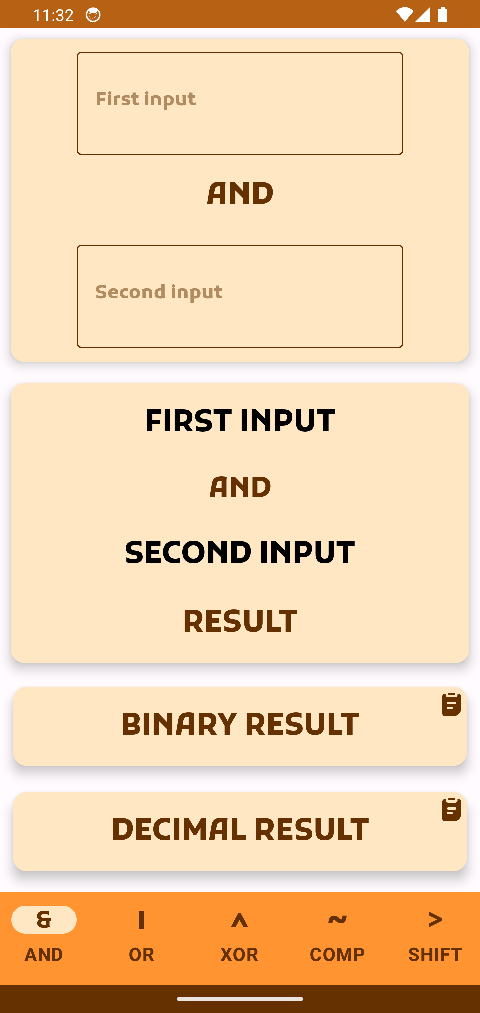 11:32
First input
AND
Second input
FIRST INPUT
AND
SECOND INPUT
RESULT
BINARY RESULT
DECIMAL RESULT
& | ^ ~ >
AND OR XOR COMP SHIFT